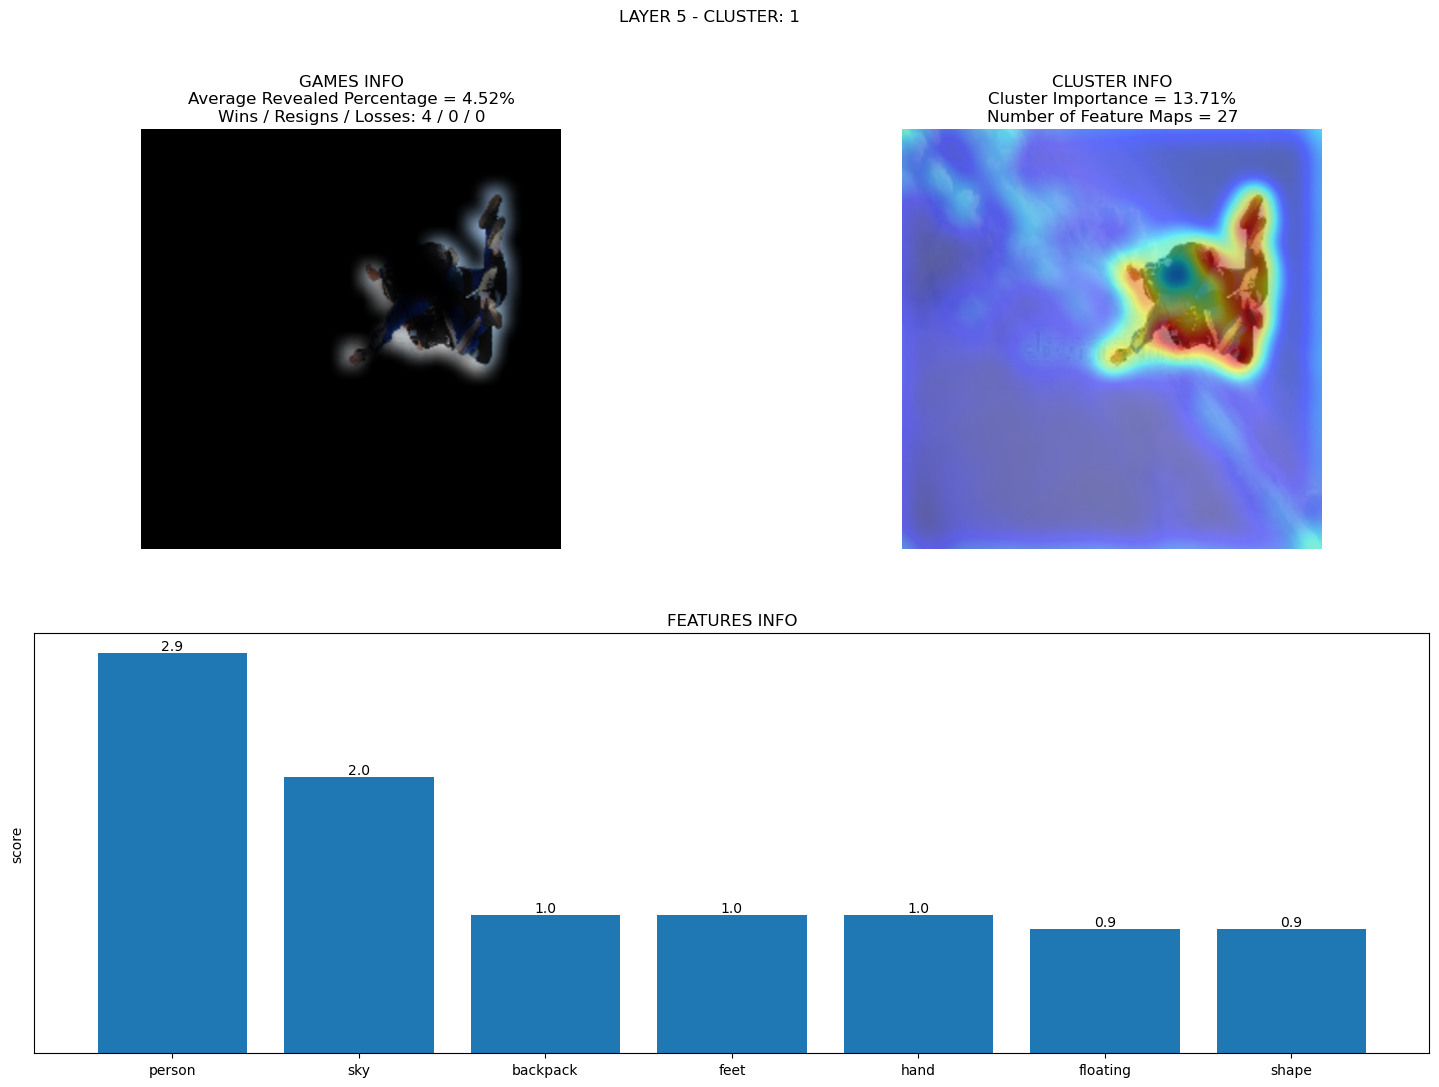 LAYER 5 - CLUSTER: 1
GAMES INFO
Average Revealed Percentage = 4.52%
Wins / Resigns / Losses: 4 / 0 / 0
CLUSTER INFO
Cluster Importance = 13.71%
Number of Feature Maps = 27
FEATURES INFO
score
2.9
2.0
1.0
1.0
1.0
0.9
0.9
person
sky
backpack
feet
hand
floating
shape